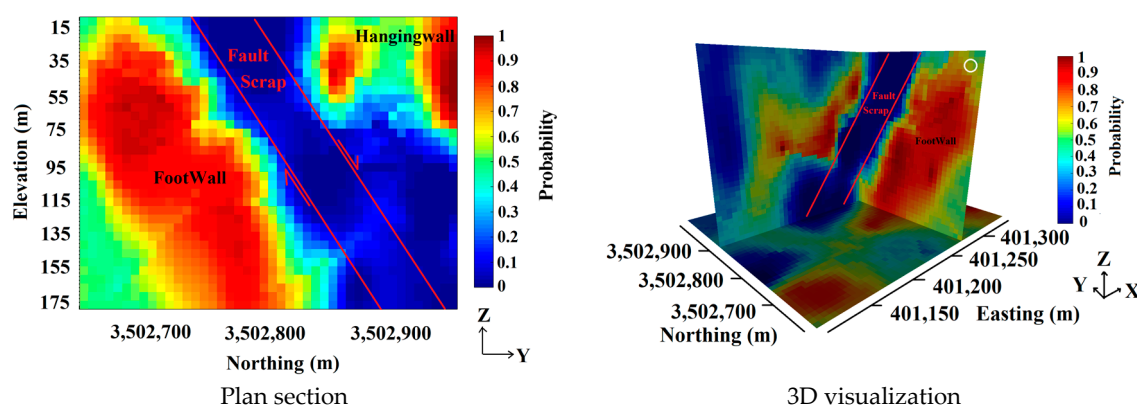 15
35
55
75
95
115
135
155
175
Elevation (m)
Fault
Scrap
Hangingwall
FootWall
3,502,700
3,502,800
3,502,900
Northing (m)
Z
Y
1
0.9
0.8
0.7
0.6
0.5
0.4
0.3
0.2
0.1
0
Probability
Plan section
Fault
Scrap
FootWall
3,502,900
3,502,800
3,502,700
Northing (m)
401,300
401,250
401,200
401,150
Easting (m)
1
0.9
0.8
0.7
0.6
0.5
0.4
0.3
0.2
0.1
0
Probability
Z
Y
X
3D visualization